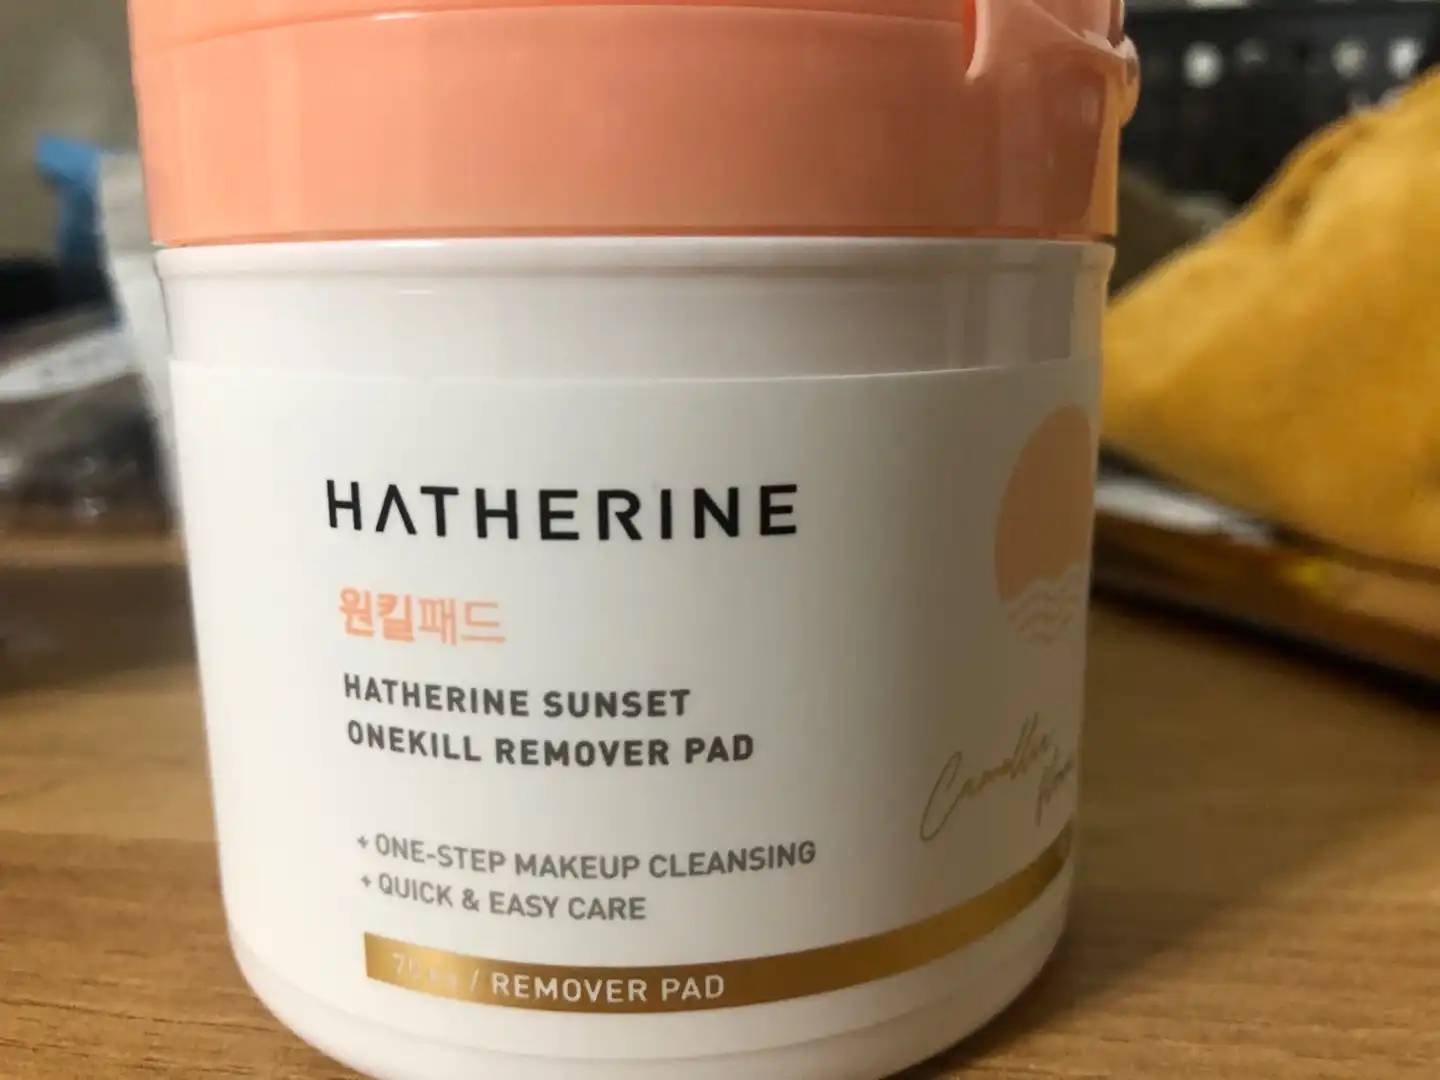 HATHERINE
원킬패드
HATHERINE SUNSET
ONEKILL REMOVER PAD
+ ONE-STEP MAKEUP CLEANSING
+ QUICK & EASY CARE
/ REMOVER PAD
Camellia